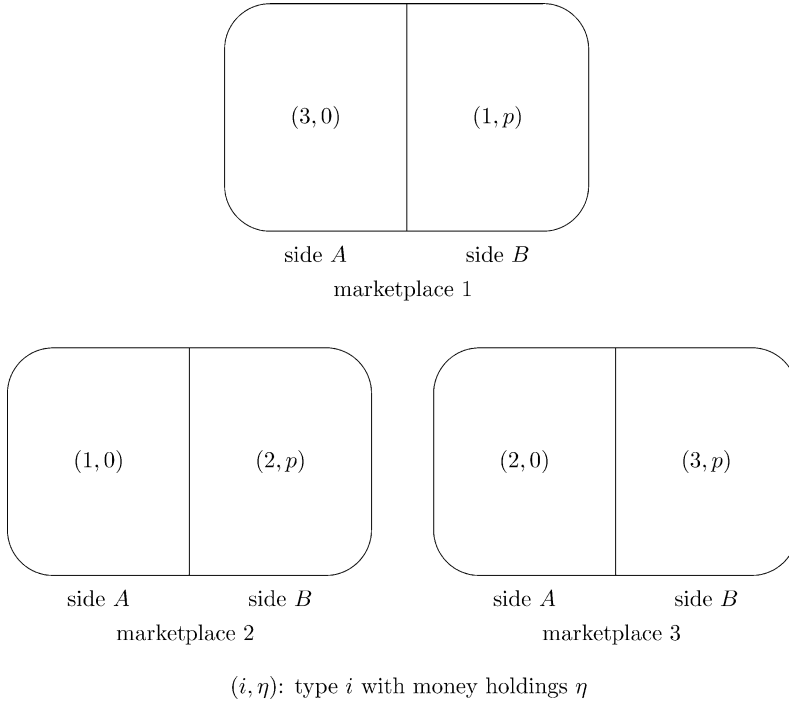 (3, 0) (1, p)
side A side B
marketplace 1
(1, 0) (2, p) (2, 0) (3, p)
side A side B side A side B
marketplace 2 marketplace 3
(i, η): type i with money holdings η